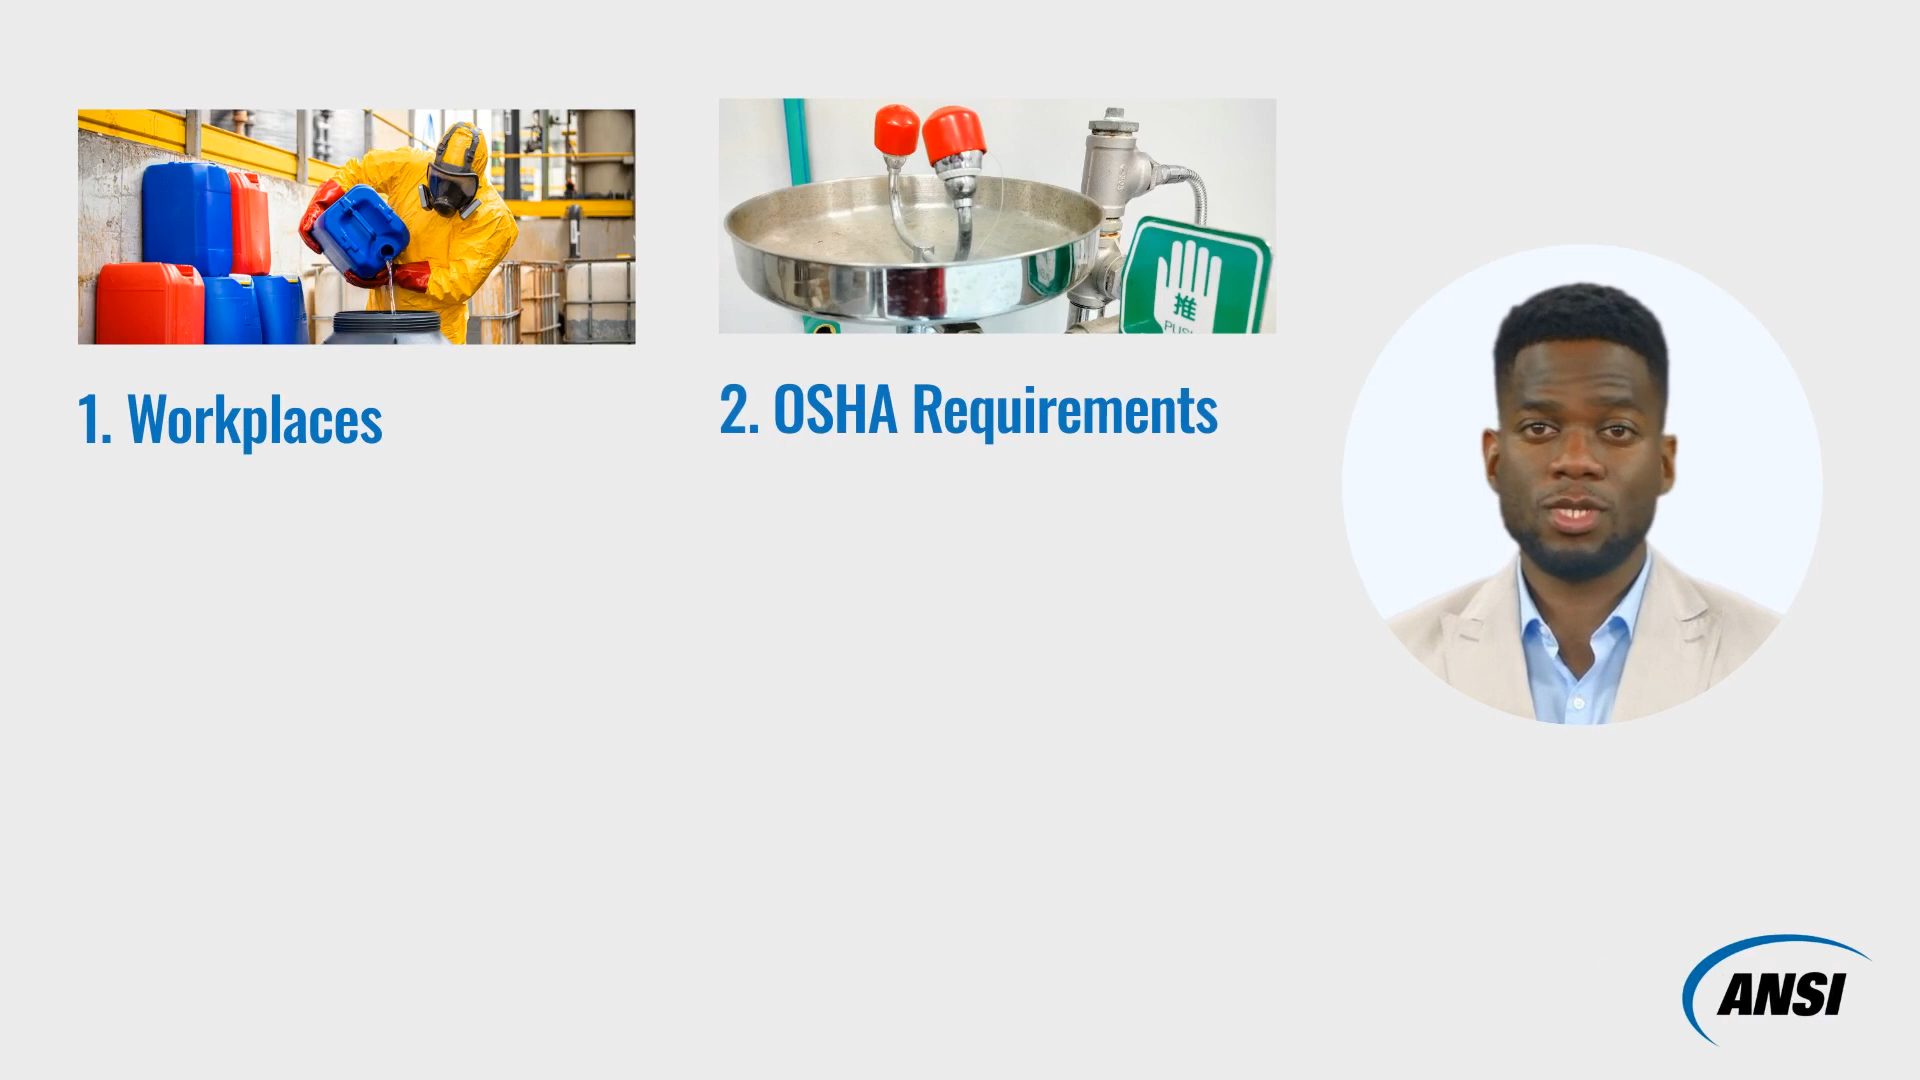 推
1. Workplaces
2. OSHA Requirements
ANSI